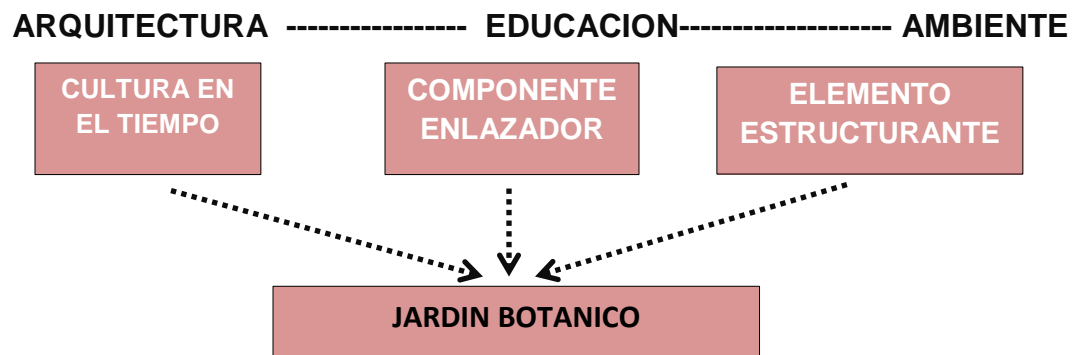 ARQUITECTURA ----------------- EDUCACION-------------------- AMBIENTE
CULTURA EN
EL TIEMPO
COMPONENTE
ENLAZADOR
ELEMENTO
ESTRUCTURANTE
JARDIN BOTANICO